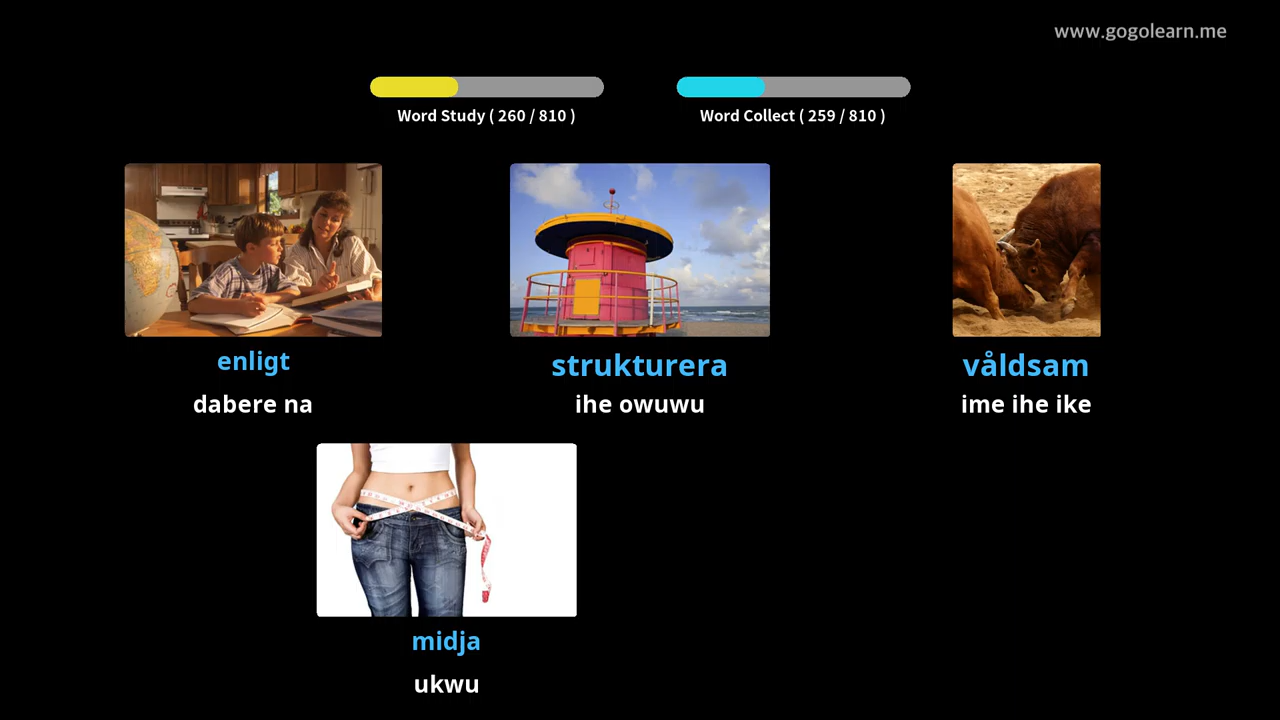 www.gogolearn.me
Word Study ( 260 / 810 )
Word Collect ( 259 / 810 )
enligt
dabere na
strukturera
ihe owuwu
våldsam
ime ihe ike
midja
ukwu